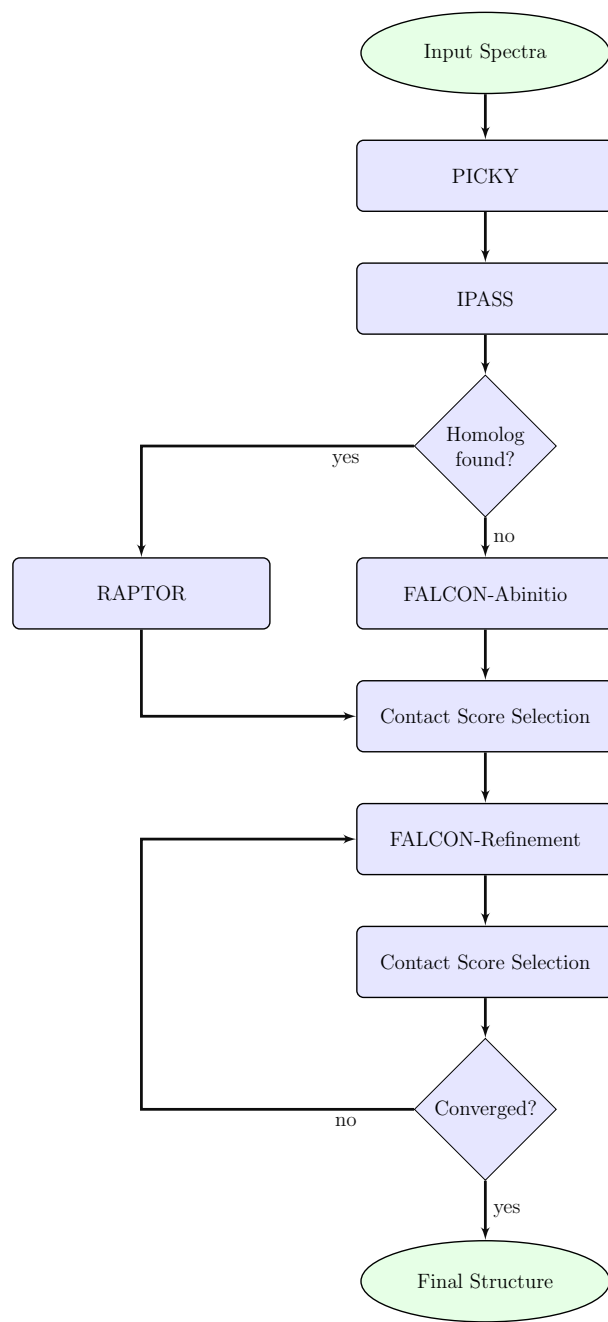 Input Spectra
PICKY
IPASS
Homolog
found?
yes
no
RAPTOR
FALCON-Abinitio
Contact Score Selection
FALCON-Refinement
Contact Score Selection
Converged?
no
yes
Final Structure